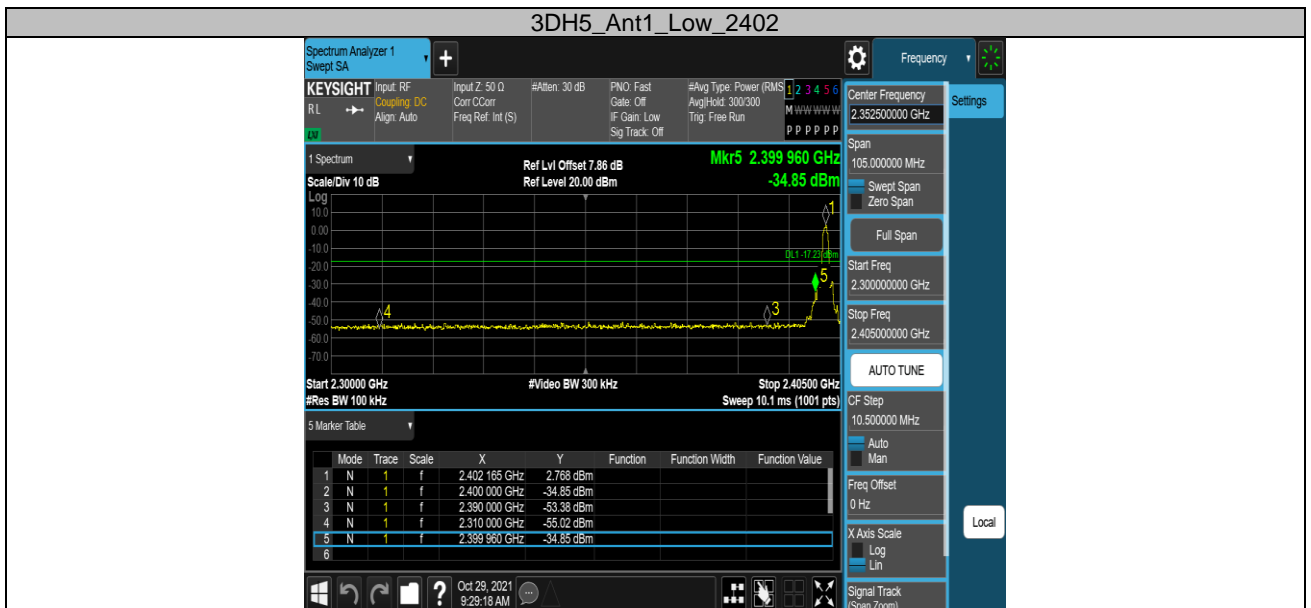 3DH5_Ant1_Low_2402
Spectrum Analyzer 1
Swept SA
+
Frequency
KEYSIGHT
R L
LXI
Input: RF
Coupling: DC
Align: Auto
Input Z: 50 Ω
Corr CCorr
Freq Ref: Int (S)
#Atten: 30 dB
PNO: Fast
Gate: Off
IF Gain: Low
Sig Track: Off
#Avg Type: Power (RMS
Avg|Hold: 300/300
Trig: Free Run
1 2 3 4 5 6
M W W W W W
P P P P P P
1 Spectrum
Scale/Div 10 dB
Ref Lvl Offset 7.86 dB
Ref Level 20.00 dBm
Mkr5 2.399 960 GHz
-34.85 dBm
Log
10.0
0.00
-10.0
-20.0
-30.0
-40.0
-50.0
-60.0
-70.0
1
DL1 -17.23 dBm
5
3
4
Start 2.30000 GHz
#Res BW 100 kHz
#Video BW 300 kHz
Stop 2.40500 GHz
Sweep 10.1 ms (1001 pts)
5 Marker Table
Mode Trace Scale X Y Function Function Width Function Value
1 N 1 f 2.402 165 GHz 2.768 dBm
2 N 1 f 2.400 000 GHz -34.85 dBm
3 N 1 f 2.390 000 GHz -53.38 dBm
4 N 1 f 2.310 000 GHz -55.02 dBm
5 N 1 f 2.399 960 GHz -34.85 dBm
6
?
Oct 29, 2021
9:29:18 AM
Center Frequency
2.352500000 GHz
Settings
Span
105.000000 MHz
Swept Span
Zero Span
Full Span
Start Freq
2.300000000 GHz
Stop Freq
2.405000000 GHz
AUTO TUNE
CF Step
10.500000 MHz
Auto
Man
Freq Offset
0 Hz
Local
X Axis Scale
Log
Lin
Signal Track
(Span Zoom)